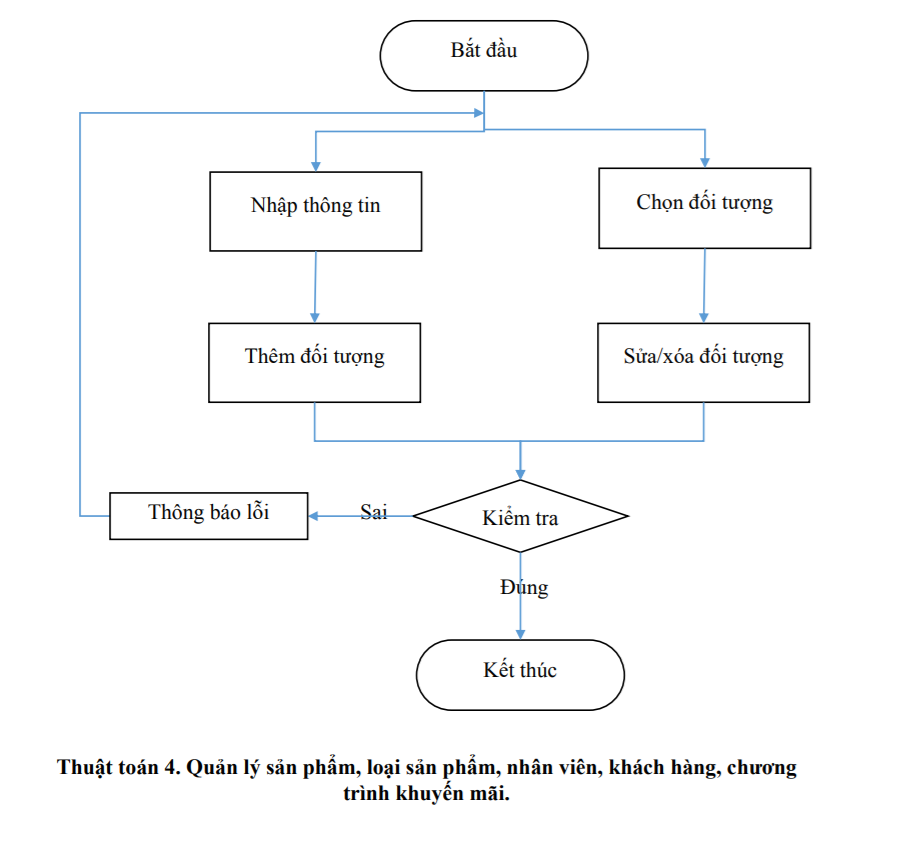 Bắt đầu
Nhập thông tin
Chọn đối tượng
Thêm đối tượng
Sửa/xóa đối tượng
Thông báo lỗi
Sai
Kiểm tra
Đúng
Kết thúc
Thuật toán 4. Quản lý sản phẩm, loại sản phẩm, nhân viên, khách hàng, chương
trình khuyến mãi.